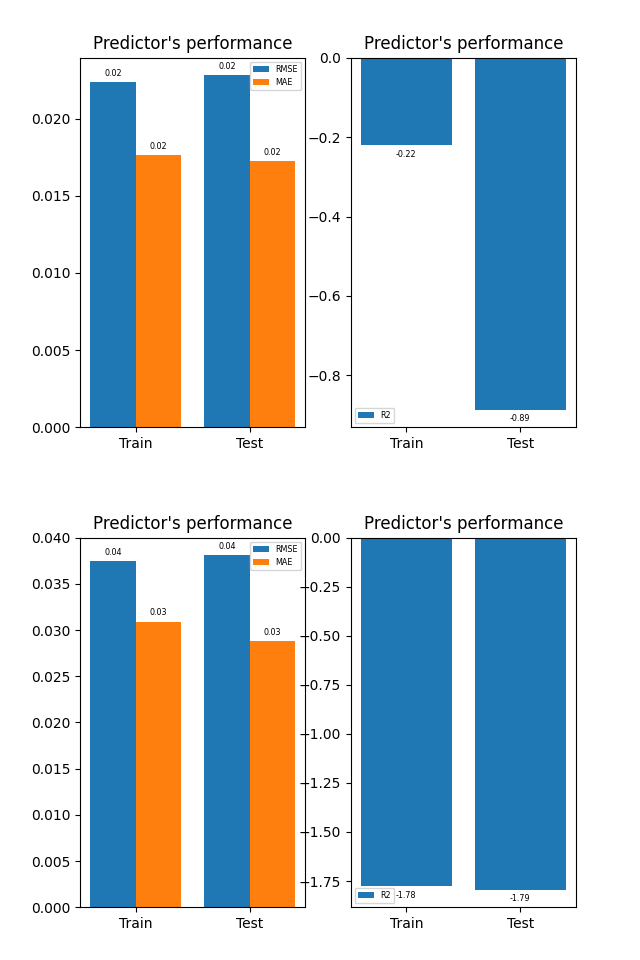 Predictor's performance
0.02
0.02
RMSE
MAE
0.02
0.02
0.020
0.015
0.010
0.005
0.000
Train
Test
Predictor's performance
0.0
−0.2
−0.4
−0.6
−0.8
-0.22
-0.89
R2
Train
Test
Predictor's performance
0.040
0.035
0.030
0.025
0.020
0.015
0.010
0.005
0.000
0.04
0.04
RMSE
MAE
0.03
0.03
Train
Test
Predictor's performance
0.00
−0.25
−0.50
−0.75
−1.00
−1.25
−1.50
−1.75
R2
-1.78
-1.79
Train
Test